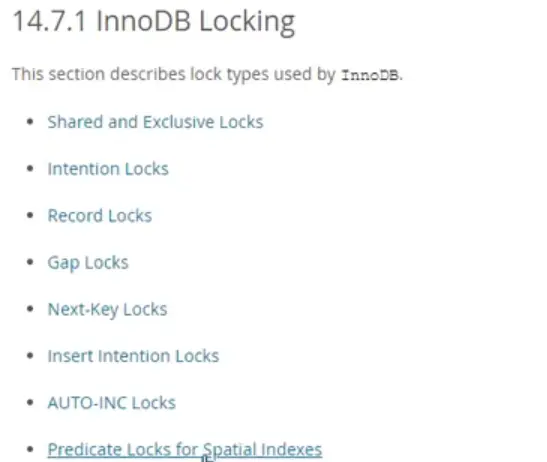 14.7.1 InnoDB Locking
This section describes lock types used by InnoDB.
• Shared and Exclusive Locks
• Intention Locks
• Record Locks
• Gap Locks
• Next-Key Locks
• Insert Intention Locks
• AUTO-INC Locks
• Predicate Locks for Spatial Indexes